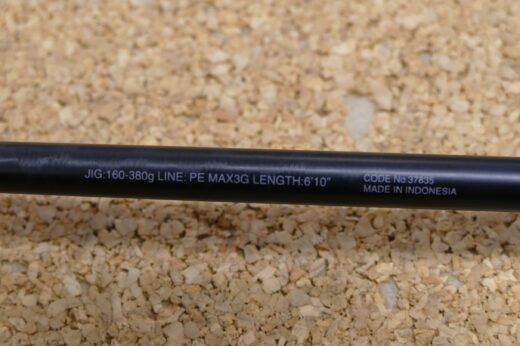 JIG:160-380g LINE: PE MAX3G LENGTH:6'10"
CODE No.37835
MADE IN INDONESIA